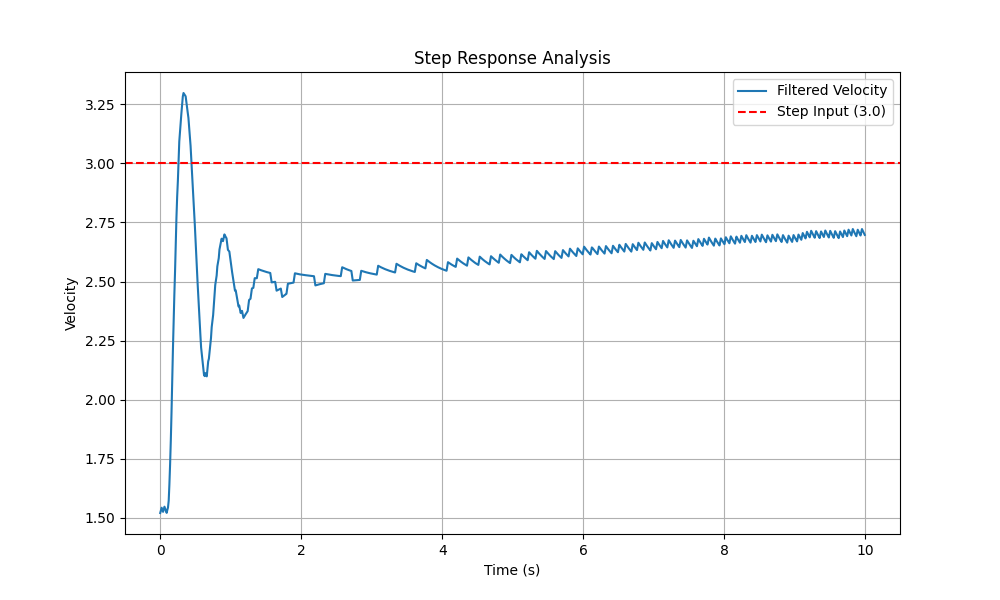 Step Response Analysis
Filtered Velocity
Step Input (3.0)
Velocity
3.25
3.00
2.75
2.50
2.25
2.00
1.75
1.50
0 2 4 6 8 10
Time (s)